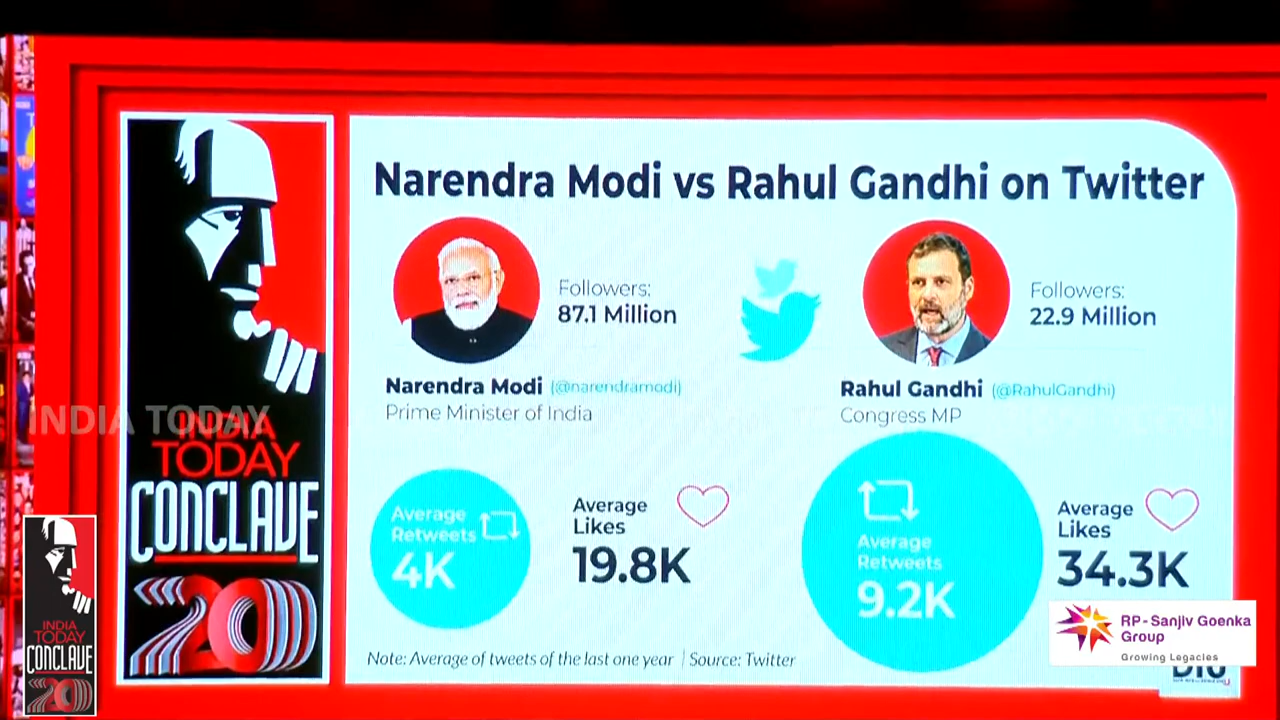 Narendra Modi vs Rahul Gandhi on Twitter
Followers:
87.1 Million
Narendra Modi (@narendramodi)
Prime Minister of India
Followers:
22.9 Million
Rahul Gandhi (@RahulGandhi)
Congress MP
Average
Retweets
4K
Average
Likes
19.8K
Average
Retweets
9.2K
Average
Likes
34.3K
Note: Average of tweets of the last one year | Source: Twitter
INDIA TODAY
INDIA
TODAY
CONCLAVE
20
INDIA
TODAY
CONCLAVE
20
RP-Sanjiv Goenka
Group
Growing Legacies